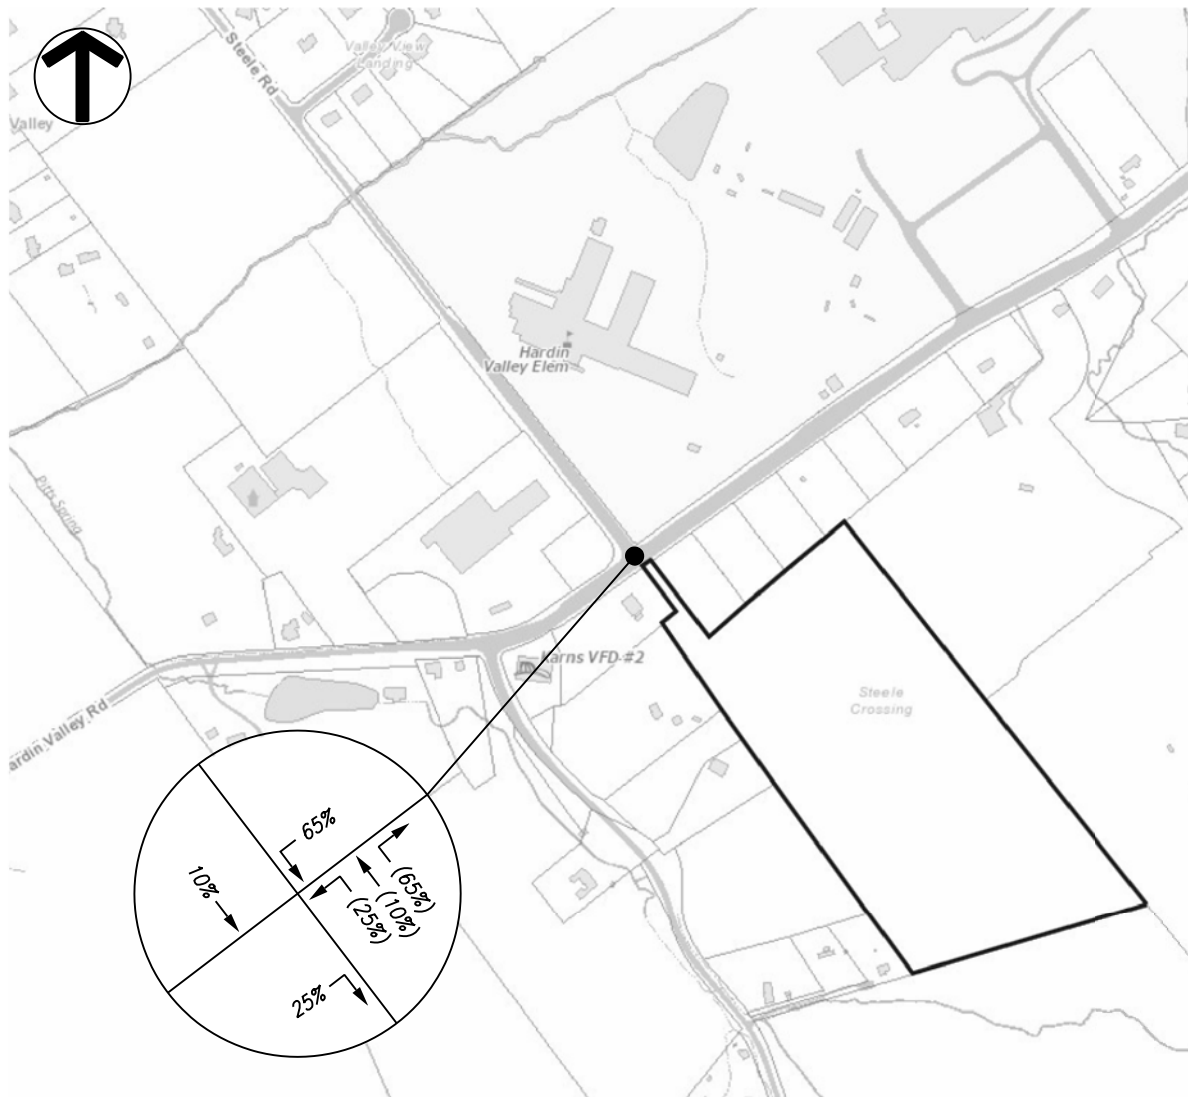 Steele Rd
Valley View
Landing
Valley
Hardin
Valley Elem
Pitts Spring
Karns VFD #2
Steele
Crossing
ardin Valley Rd
65%
10%
(65%)
(10%)
(25%)
25%